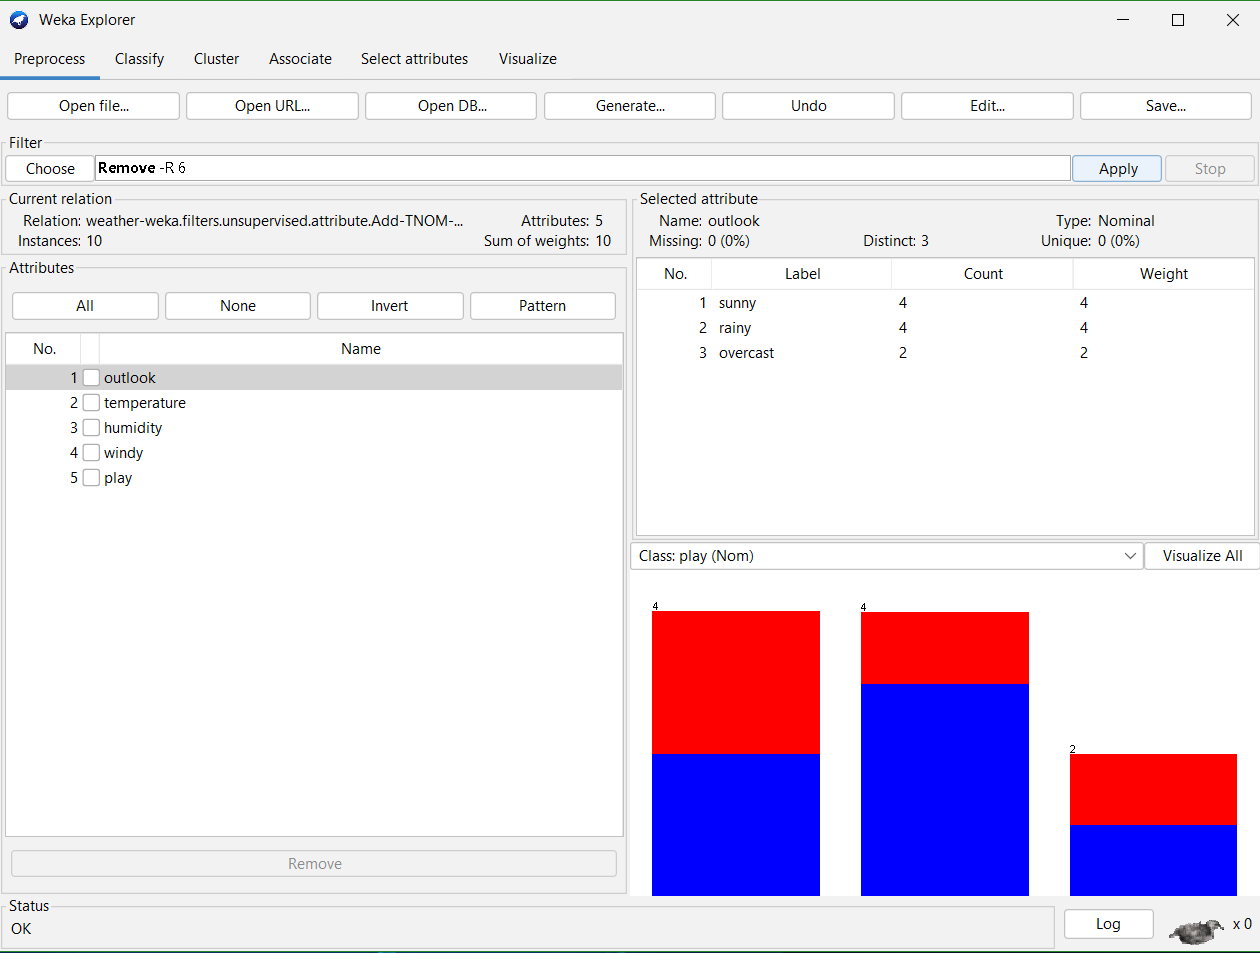 Weka Explorer
Preprocess Classify Cluster Associate Select attributes Visualize
Open file... Open URL... Open DB... Generate... Undo Edit... Save...
Filter
Choose Remove -R 6 Apply Stop
Current relation
Relation: weather-weka.filters.unsupervised.attribute.Add-TNOM-... Attributes: 5
Instances: 10 Sum of weights: 10
Attributes
All None Invert Pattern
No. Name
1 outlook
2 temperature
3 humidity
4 windy
5 play
Remove
Selected attribute
Name: outlook Type: Nominal
Missing: 0 (0%) Distinct: 3 Unique: 0 (0%)
No. Label Count Weight
1 sunny 4 4
2 rainy 4 4
3 overcast 2 2
Class: play (Nom) Visualize All
4 4 2
Status
OK Log x 0